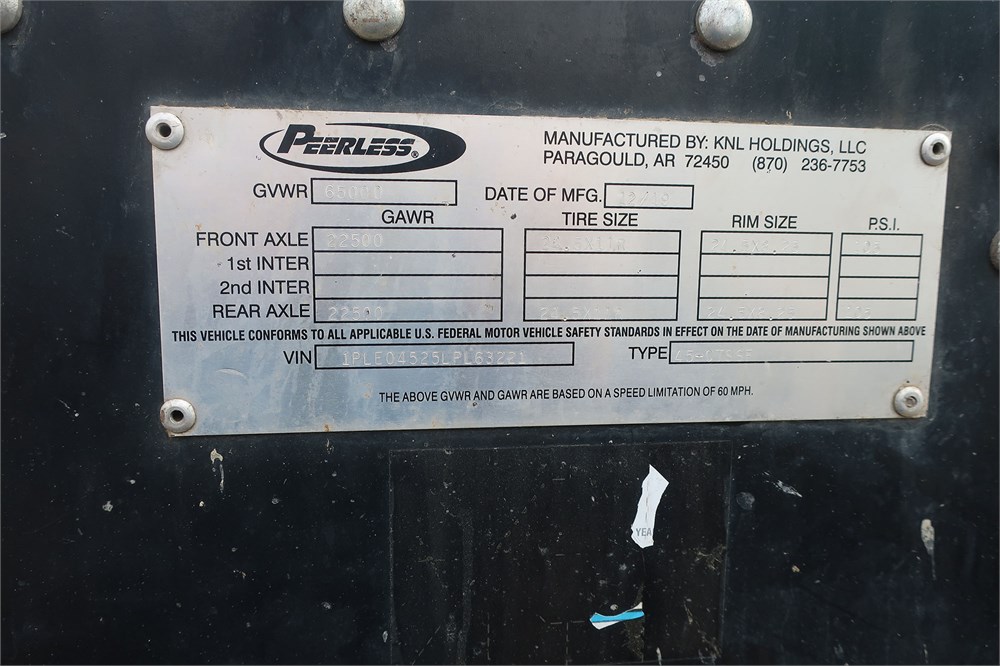 PEERLESS®
MANUFACTURED BY: KNL HOLDINGS, LLC
PARAGOULD, AR 72450 (870) 236-7753
GVWR 65000 DATE OF MFG.
GAWR TIRE SIZE RIM SIZE P.S.I.
FRONT AXLE 22500
1st INTER
2nd INTER
REAR AXLE 22500
THIS VEHICLE CONFORMS TO ALL APPLICABLE U.S. FEDERAL MOTOR VEHICLE SAFETY STANDARDS IN EFFECT ON THE DATE OF MANUFACTURING SHOWN ABOVE
VIN 1PLE04525LPL63221 TYPE
THE ABOVE GVWR AND GAWR ARE BASED ON A SPEED LIMITATION OF 60 MPH.
YEA